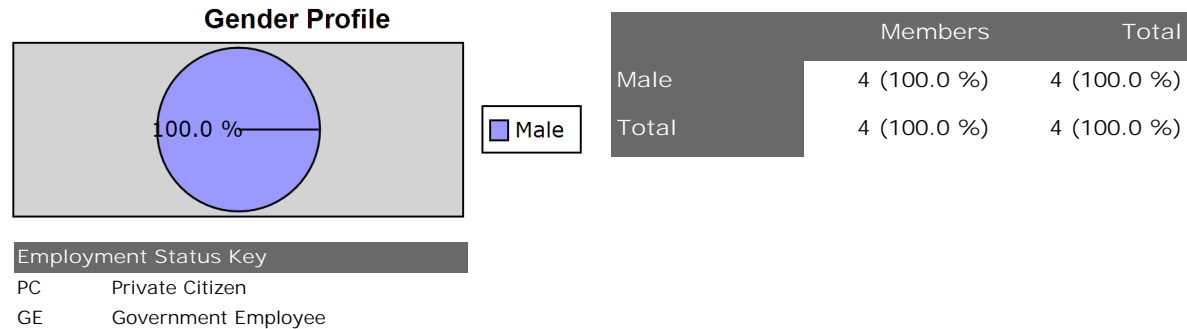 Gender Profile
100.0 %
Male
Members Total
Male 4 (100.0 %) 4 (100.0 %)
Total 4 (100.0 %) 4 (100.0 %)
Employment Status Key
PC Private Citizen
GE Government Employee